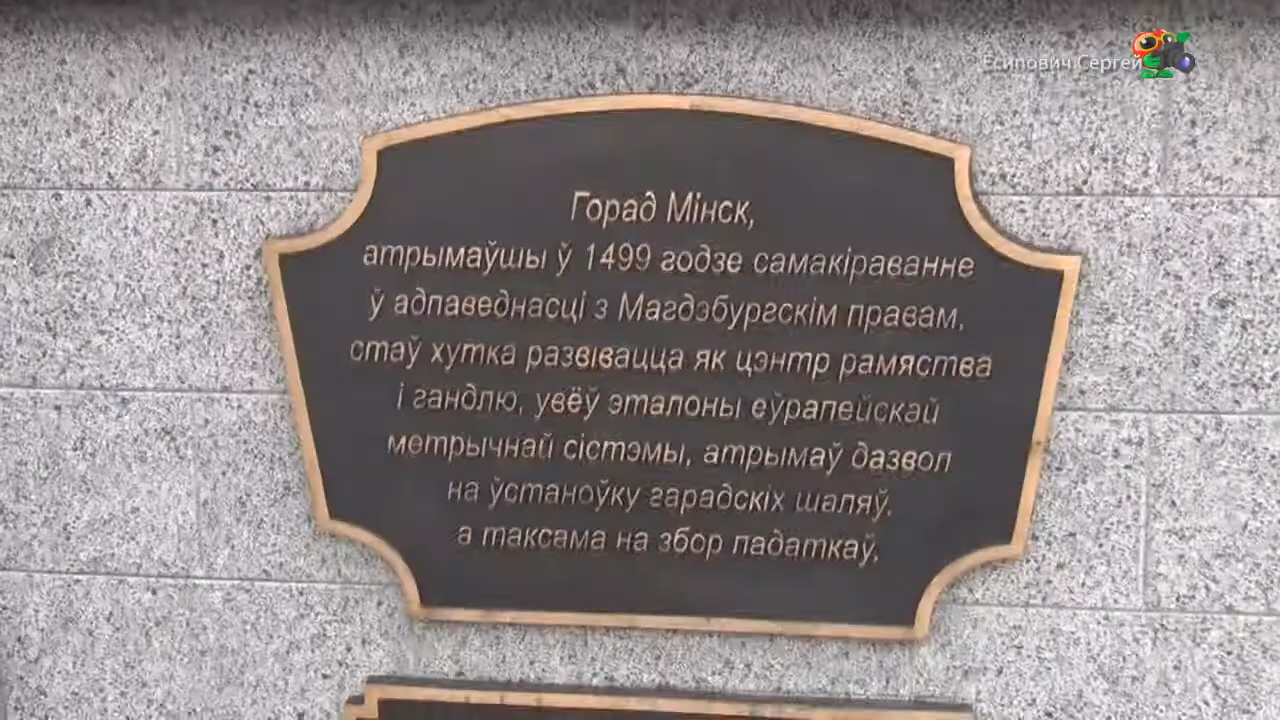 Есипович Сергей
Горад Мінск,
атрымаўшы ў 1499 годзе самакіраванне
ў адпаведнасці з Магдэбургскім правам,
стаў хутка развівацца як цэнтр рамяства
і гандлю, увёў эталоны еўрапейскай
метрычнай сістэмы, атрымаў дазвол
на ўстаноўку гарадскіх шаляў,
а таксама на збор падаткаў.